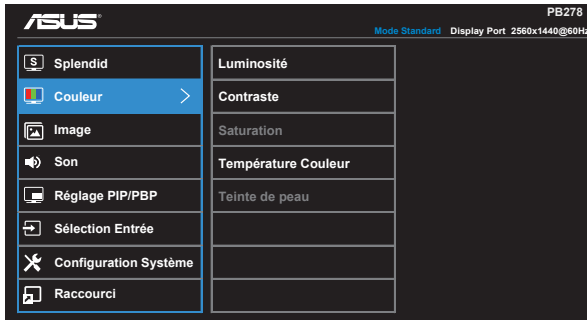 ASUS
PB278
Mode Standard Display Port 2560x1440@60Hz
S Splendid
Couleur
Image
Son
Réglage PIP/PBP
Sélection Entrée
Configuration Système
Raccourci
Luminosité
Contraste
Saturation
Température Couleur
Teinte de peau